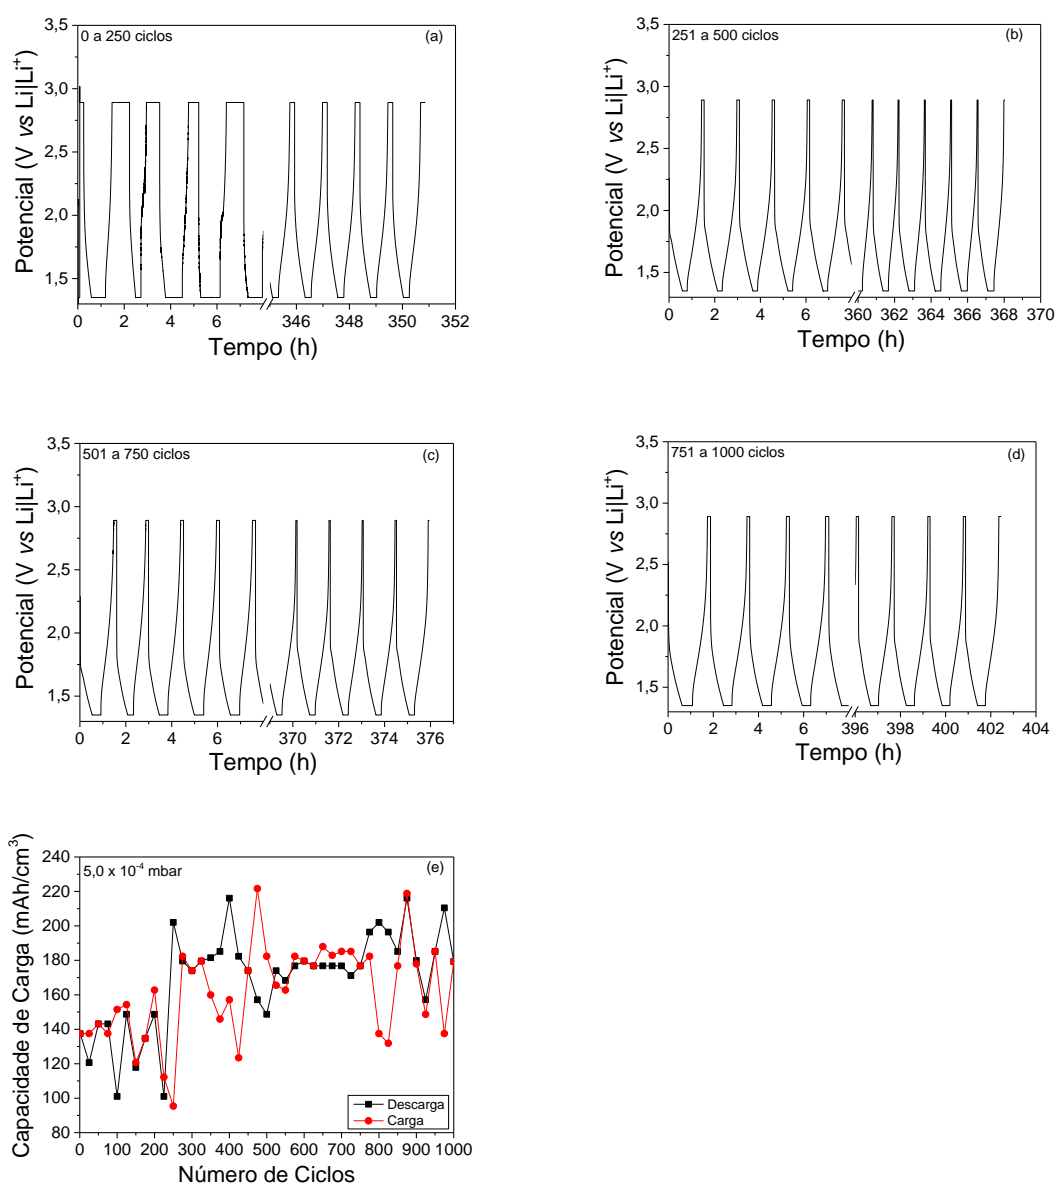 0 a 250 ciclos
(a)
3,5
3,0
2,5
2,0
1,5
Potencial (V vs Li|Li⁺)
0 2 4 6 346 348 350 352
Tempo (h)
251 a 500 ciclos
(b)
3,5
3,0
2,5
2,0
1,5
Potencial (V vs Li|Li⁺)
0 2 4 6 360 362 364 366 368 370
Tempo (h)
501 a 750 ciclos
(c)
3,5
3,0
2,5
2,0
1,5
Potencial (V vs Li|Li⁺)
0 2 4 6 370 372 374 376
Tempo (h)
751 a 1000 ciclos
(d)
3,5
3,0
2,5
2,0
1,5
Potencial (V vs Li|Li⁺)
0 2 4 6 396 398 400 402 404
Tempo (h)
5,0 x 10⁻⁴ mbar
(e)
240
220
200
180
160
140
120
100
80
Capacidade de Carga (mAh/cm³)
Descarga
Carga
0 100 200 300 400 500 600 700 800 900 1000
Número de Ciclos